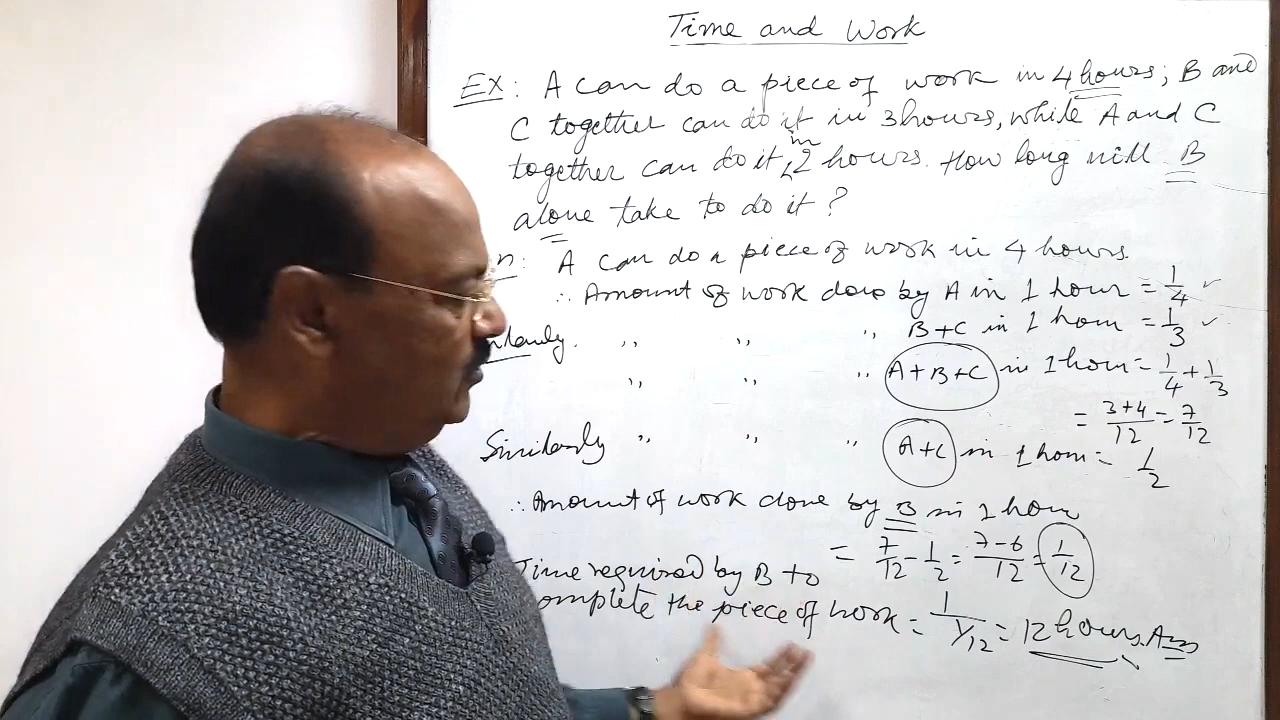 Time and Work
Ex: A can do a piece of work in 4 hours; B and
C together can do it in 3 hours, while A and C
together can do it in 2 hours. How long will B
alone take to do it?
n: A can do a piece of work in 4 hours.
∴ Amount of work done by A in 1 hour = 1/4 ✓
ilarly ,, ,, ,, B+C in 1 hour = 1/3 ✓
,, ,, ,, A+B+C in 1 hour = 1/4 + 1/3
= 3+4/12 = 7/12
Similarly ,, ,, ,, A+C in 1 hour = 1/2
∴ Amount of work done by B in 1 hour
= 7/12 - 1/2 = 7-6/12 = 1/12
Time required by B to
omplete the piece of work = 1/1/12 = 12 hours. Ans